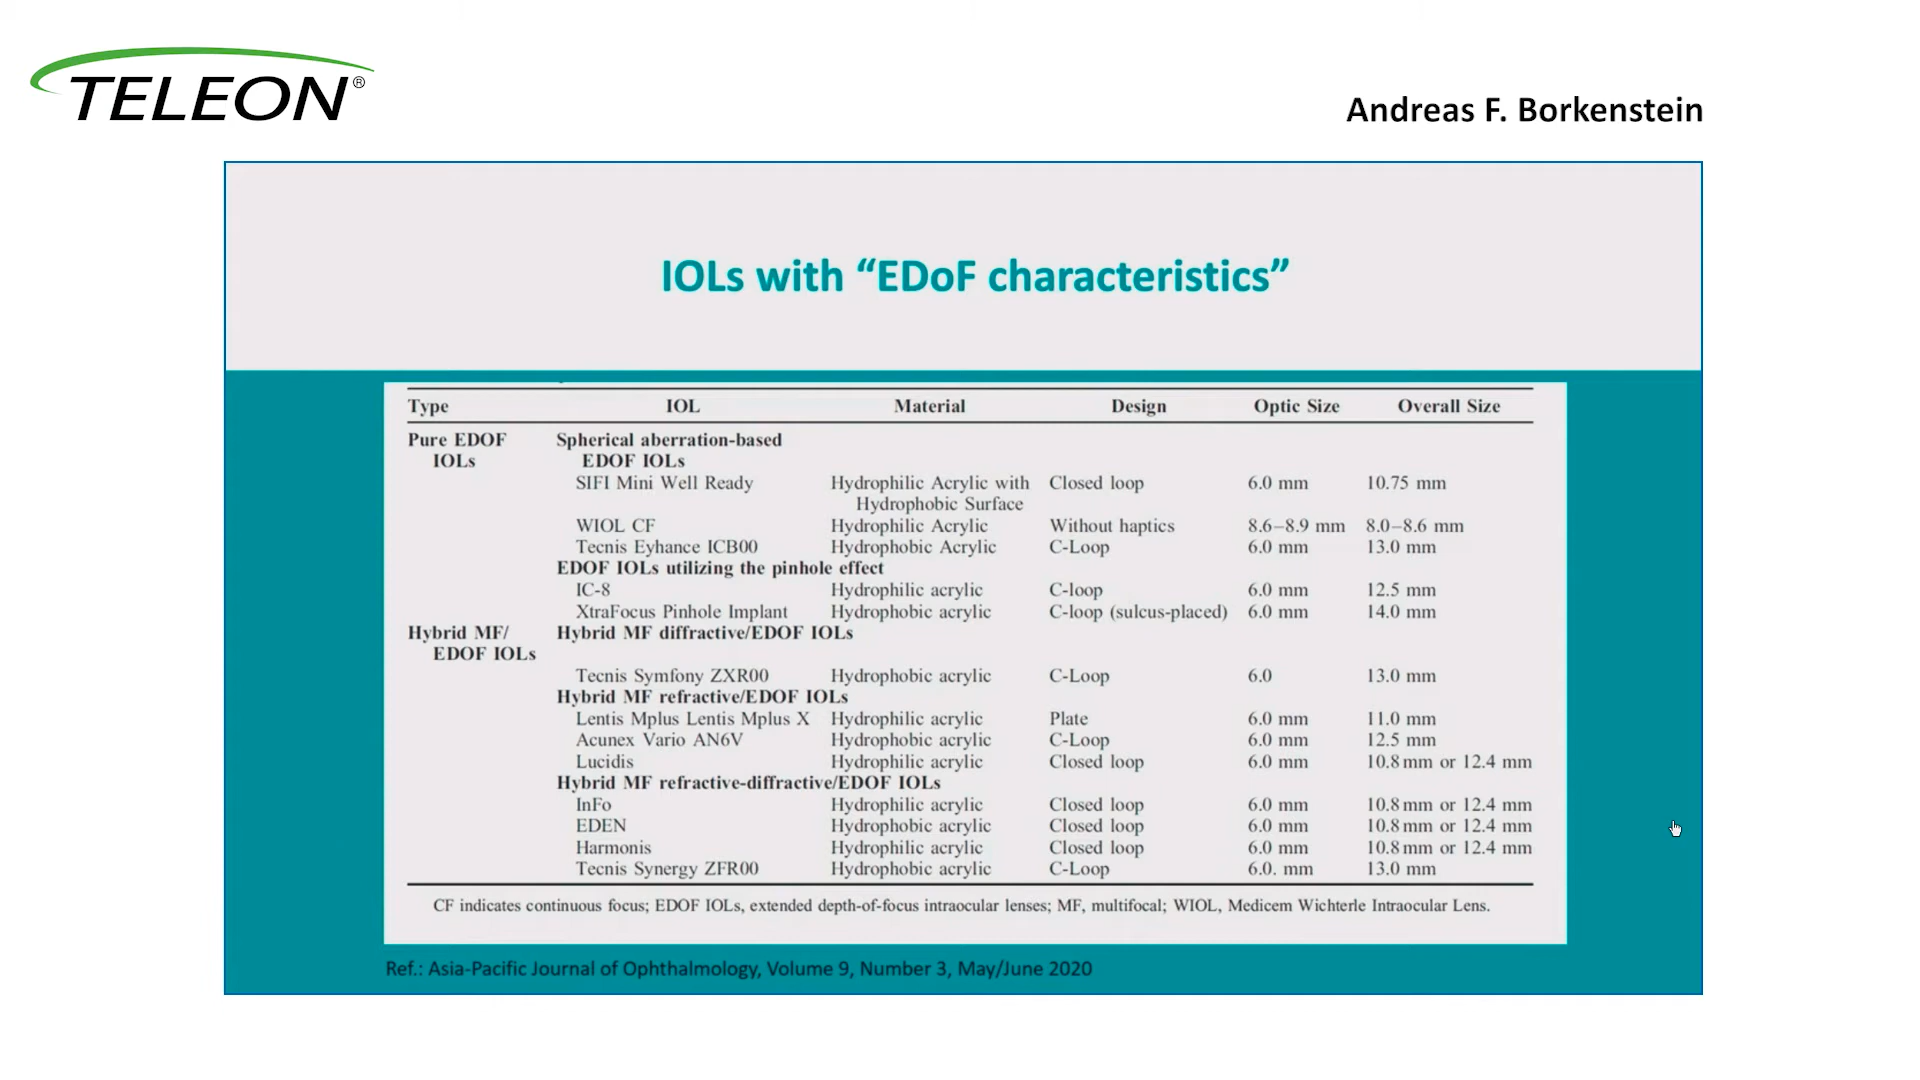 TELEON®
Andreas F. Borkenstein
IOLs with “EDoF characteristics”
Type IOL Material Design Optic Size Overall Size
Pure EDOF Spherical aberration-based
IOLs EDOF IOLs
SIFI Mini Well Ready Hydrophilic Acrylic with Closed loop 6.0 mm 10.75 mm
Hydrophobic Surface
WIOL CF Hydrophilic Acrylic Without haptics 8.6–8.9 mm 8.0–8.6 mm
Tecnis Eyhance ICB00 Hydrophobic Acrylic C-Loop 6.0 mm 13.0 mm
EDOF IOLs utilizing the pinhole effect
IC-8 Hydrophilic acrylic C-loop 6.0 mm 12.5 mm
XtraFocus Pinhole Implant Hydrophobic acrylic C-loop (sulcus-placed) 6.0 mm 14.0 mm
Hybrid MF/ Hybrid MF diffractive/EDOF IOLs
EDOF IOLs
Tecnis Symfony ZXR00 Hydrophobic acrylic C-Loop 6.0 13.0 mm
Hybrid MF refractive/EDOF IOLs
Lentis Mplus Lentis Mplus X Hydrophilic acrylic Plate 6.0 mm 11.0 mm
Acunex Vario AN6V Hydrophobic acrylic C-Loop 6.0 mm 12.5 mm
Lucidis Hydrophilic acrylic Closed loop 6.0 mm 10.8 mm or 12.4 mm
Hybrid MF refractive-diffractive/EDOF IOLs
InFo Hydrophilic acrylic Closed loop 6.0 mm 10.8 mm or 12.4 mm
EDEN Hydrophobic acrylic Closed loop 6.0 mm 10.8 mm or 12.4 mm
Harmonis Hydrophilic acrylic Closed loop 6.0 mm 10.8 mm or 12.4 mm
Tecnis Synergy ZFR00 Hydrophobic acrylic C-Loop 6.0. mm 13.0 mm
CF indicates continuous focus; EDOF IOLs, extended depth-of-focus intraocular lenses; MF, multifocal; WIOL, Medicem Wichterle Intraocular Lens.
Ref.: Asia-Pacific Journal of Ophthalmology, Volume 9, Number 3, May/June 2020